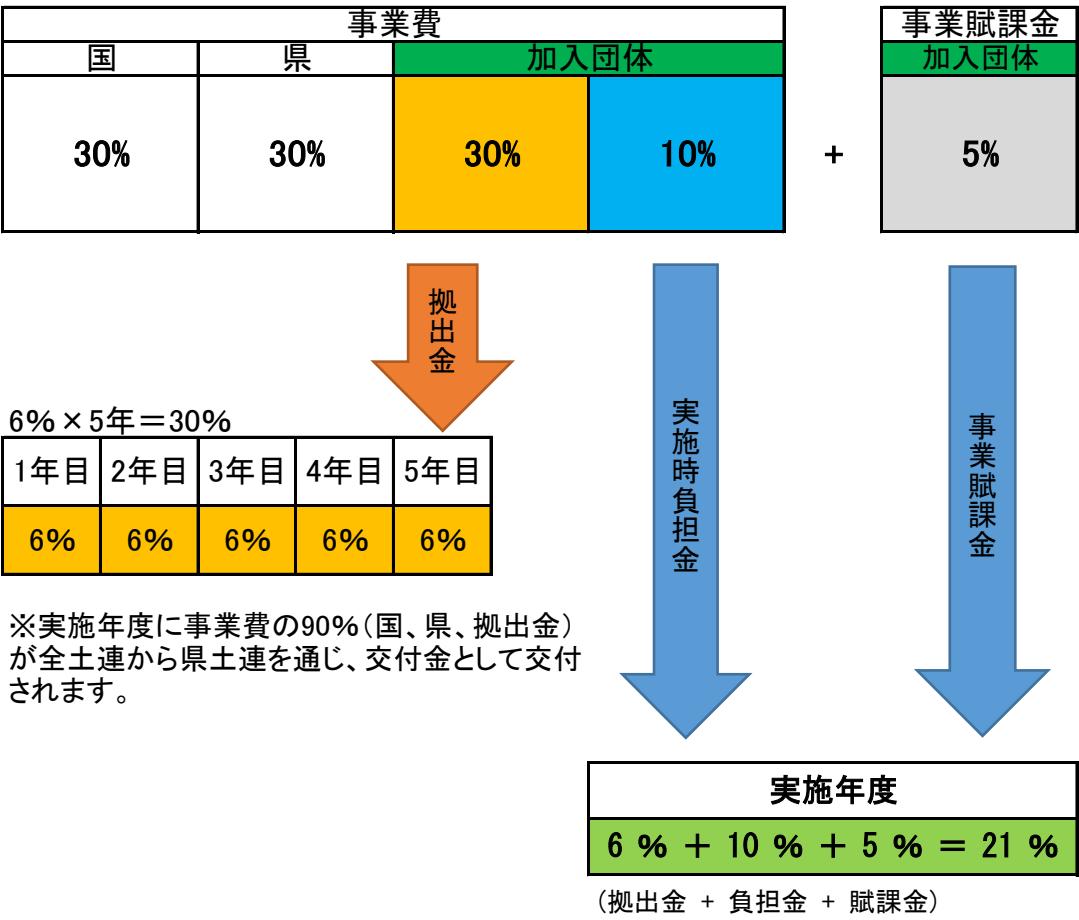 事業費
事業賦課金
国
県
加入団体
加入団体
30%
30%
30%
10%
+
5%
拠出金
実施時負担金
事業賦課金
6%×5年＝30%
1年目
2年目
3年目
4年目
5年目
6%
6%
6%
6%
6%
※実施年度に事業費の90%（国、県、拠出金）
が全土連から県土連を通じ、交付金として交付
されます。
実施年度
6 % ＋ 10 % ＋ 5 % ＝ 21 %
（拠出金 + 負担金 + 賦課金）